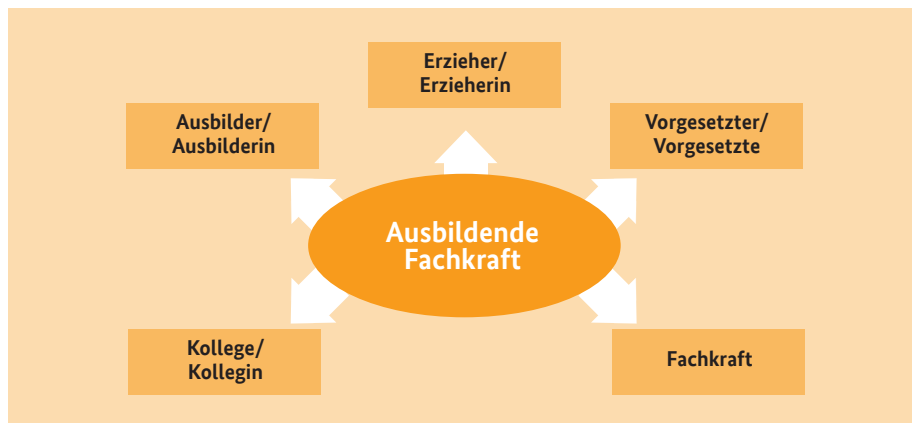 Erzieher/
Erzieherin
Ausbilder/
Ausbilderin
Vorgesetzter/
Vorgesetzte
Ausbildende
Fachkraft
Kollege/
Kollegin
Fachkraft